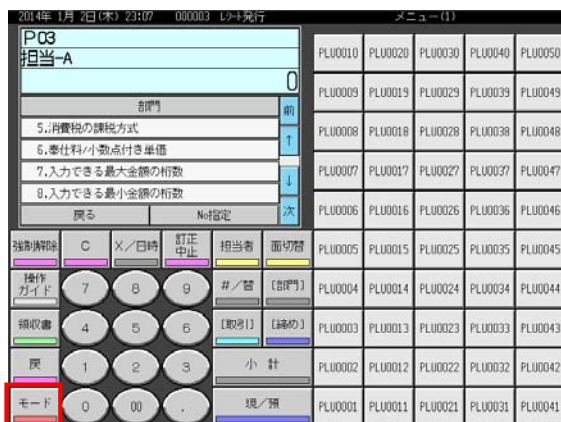 2014年 1月 2日(木) 23:07 000003 レシート発行 メニュー(1)
P03
担当-A
0
部門
前
5.消費税の課税方式
6.奉仕料/小数点付き単価
↑
7.入力できる最大金額の桁数
8.入力できる最小金額の桁数
↓
戻る No指定 次
強制解除 C ×/日時 訂正中止 担当者 面切替
操作ガイド 7 8 9 #/替 [部門]
領収書 4 5 6 [取引] [締め]
戻 1 2 3 小計
モード 0 00 . 現/預
PLU0010 PLU0020 PLU0030 PLU0040 PLU0050
PLU0009 PLU0019 PLU0029 PLU0039 PLU0049
PLU0008 PLU0018 PLU0028 PLU0038 PLU0048
PLU0007 PLU0017 PLU0027 PLU0037 PLU0047
PLU0006 PLU0016 PLU0026 PLU0036 PLU0046
PLU0005 PLU0015 PLU0025 PLU0035 PLU0045
PLU0004 PLU0014 PLU0024 PLU0034 PLU0044
PLU0003 PLU0013 PLU0023 PLU0033 PLU0043
PLU0002 PLU0012 PLU0022 PLU0032 PLU0042
PLU0001 PLU0011 PLU0021 PLU0031 PLU0041